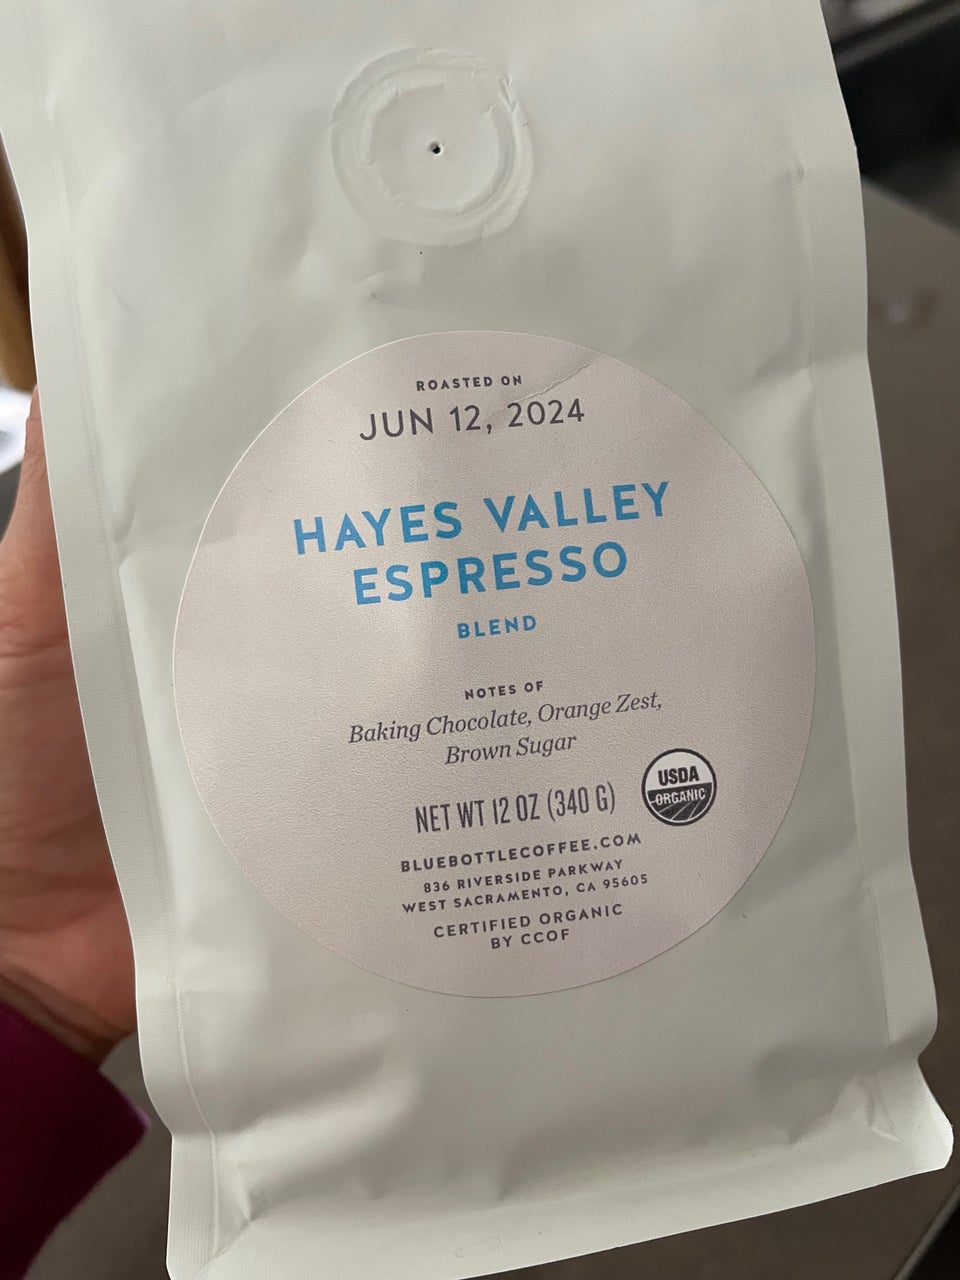 ROASTED ON
JUN 12, 2024
HAYES VALLEY
ESPRESSO
BLEND
NOTES OF
Baking Chocolate, Orange Zest,
Brown Sugar
NET WT 12 OZ (340 G)
USDA
ORGANIC
BLUEBOTTLECOFFEE.COM
836 RIVERSIDE PARKWAY
WEST SACRAMENTO, CA 95605
CERTIFIED ORGANIC
BY CCOF